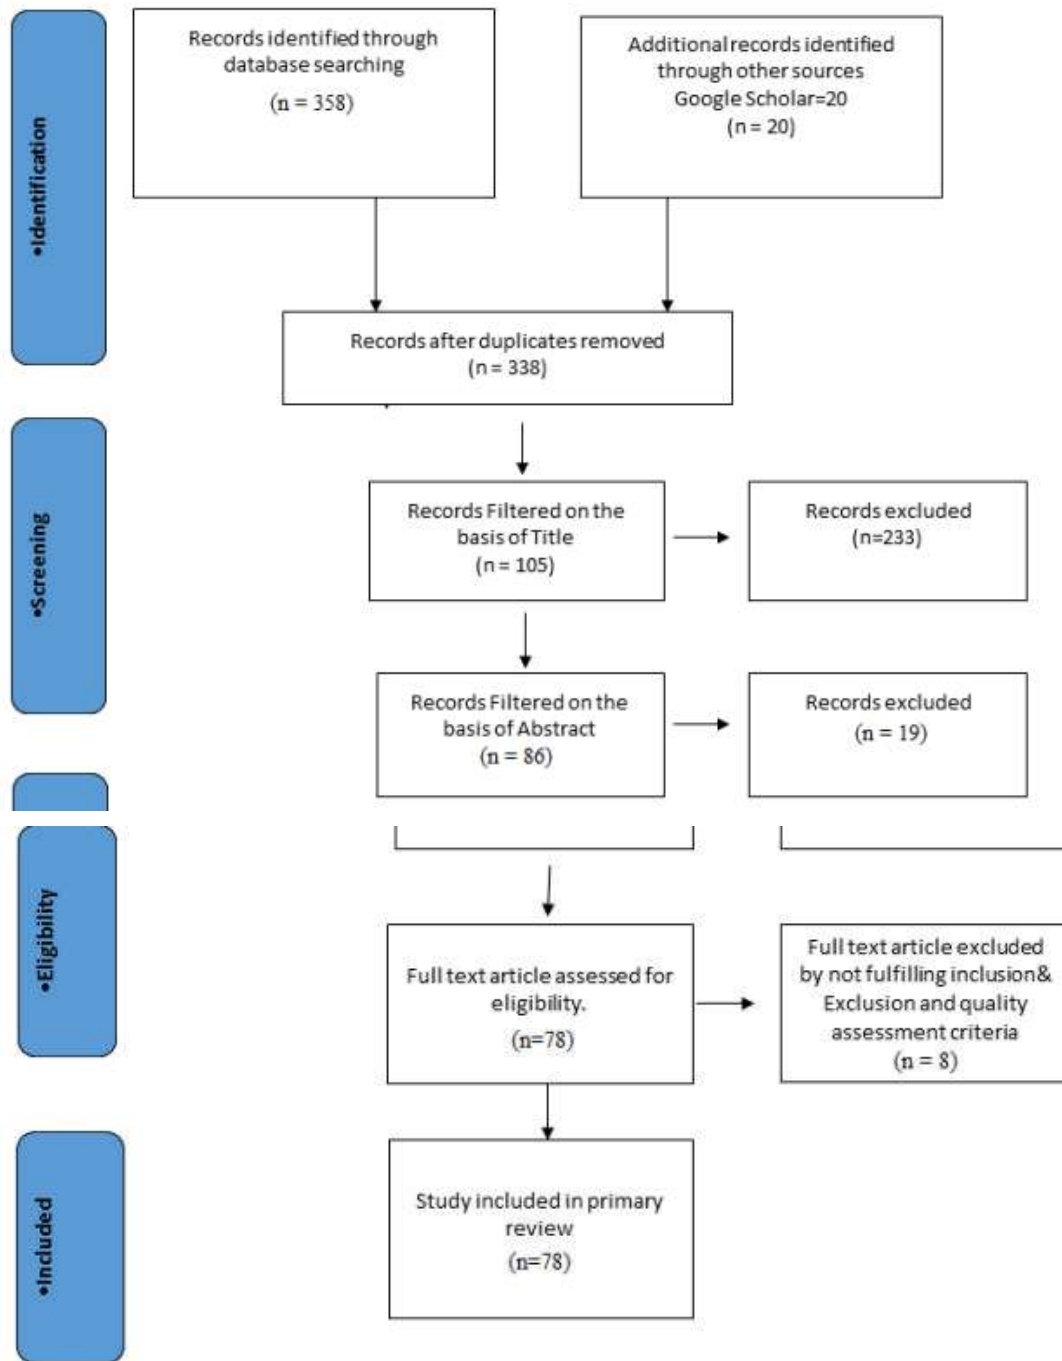 •Identification
Records identified through
database searching
(n = 358)
Additional records identified
through other sources
Google Scholar=20
(n = 20)
Records after duplicates removed
(n = 338)
•Screening
Records Filtered on the
basis of Title
(n = 105)
Records excluded
(n=233)
Records Filtered on the
basis of Abstract
(n = 86)
Records excluded
(n = 19)
•Eligibility
Full text article assessed for
eligibility.
(n=78)
Full text article excluded
by not fulfilling inclusion&
Exclusion and quality
assessment criteria
(n = 8)
•Included
Study included in primary
review
(n=78)